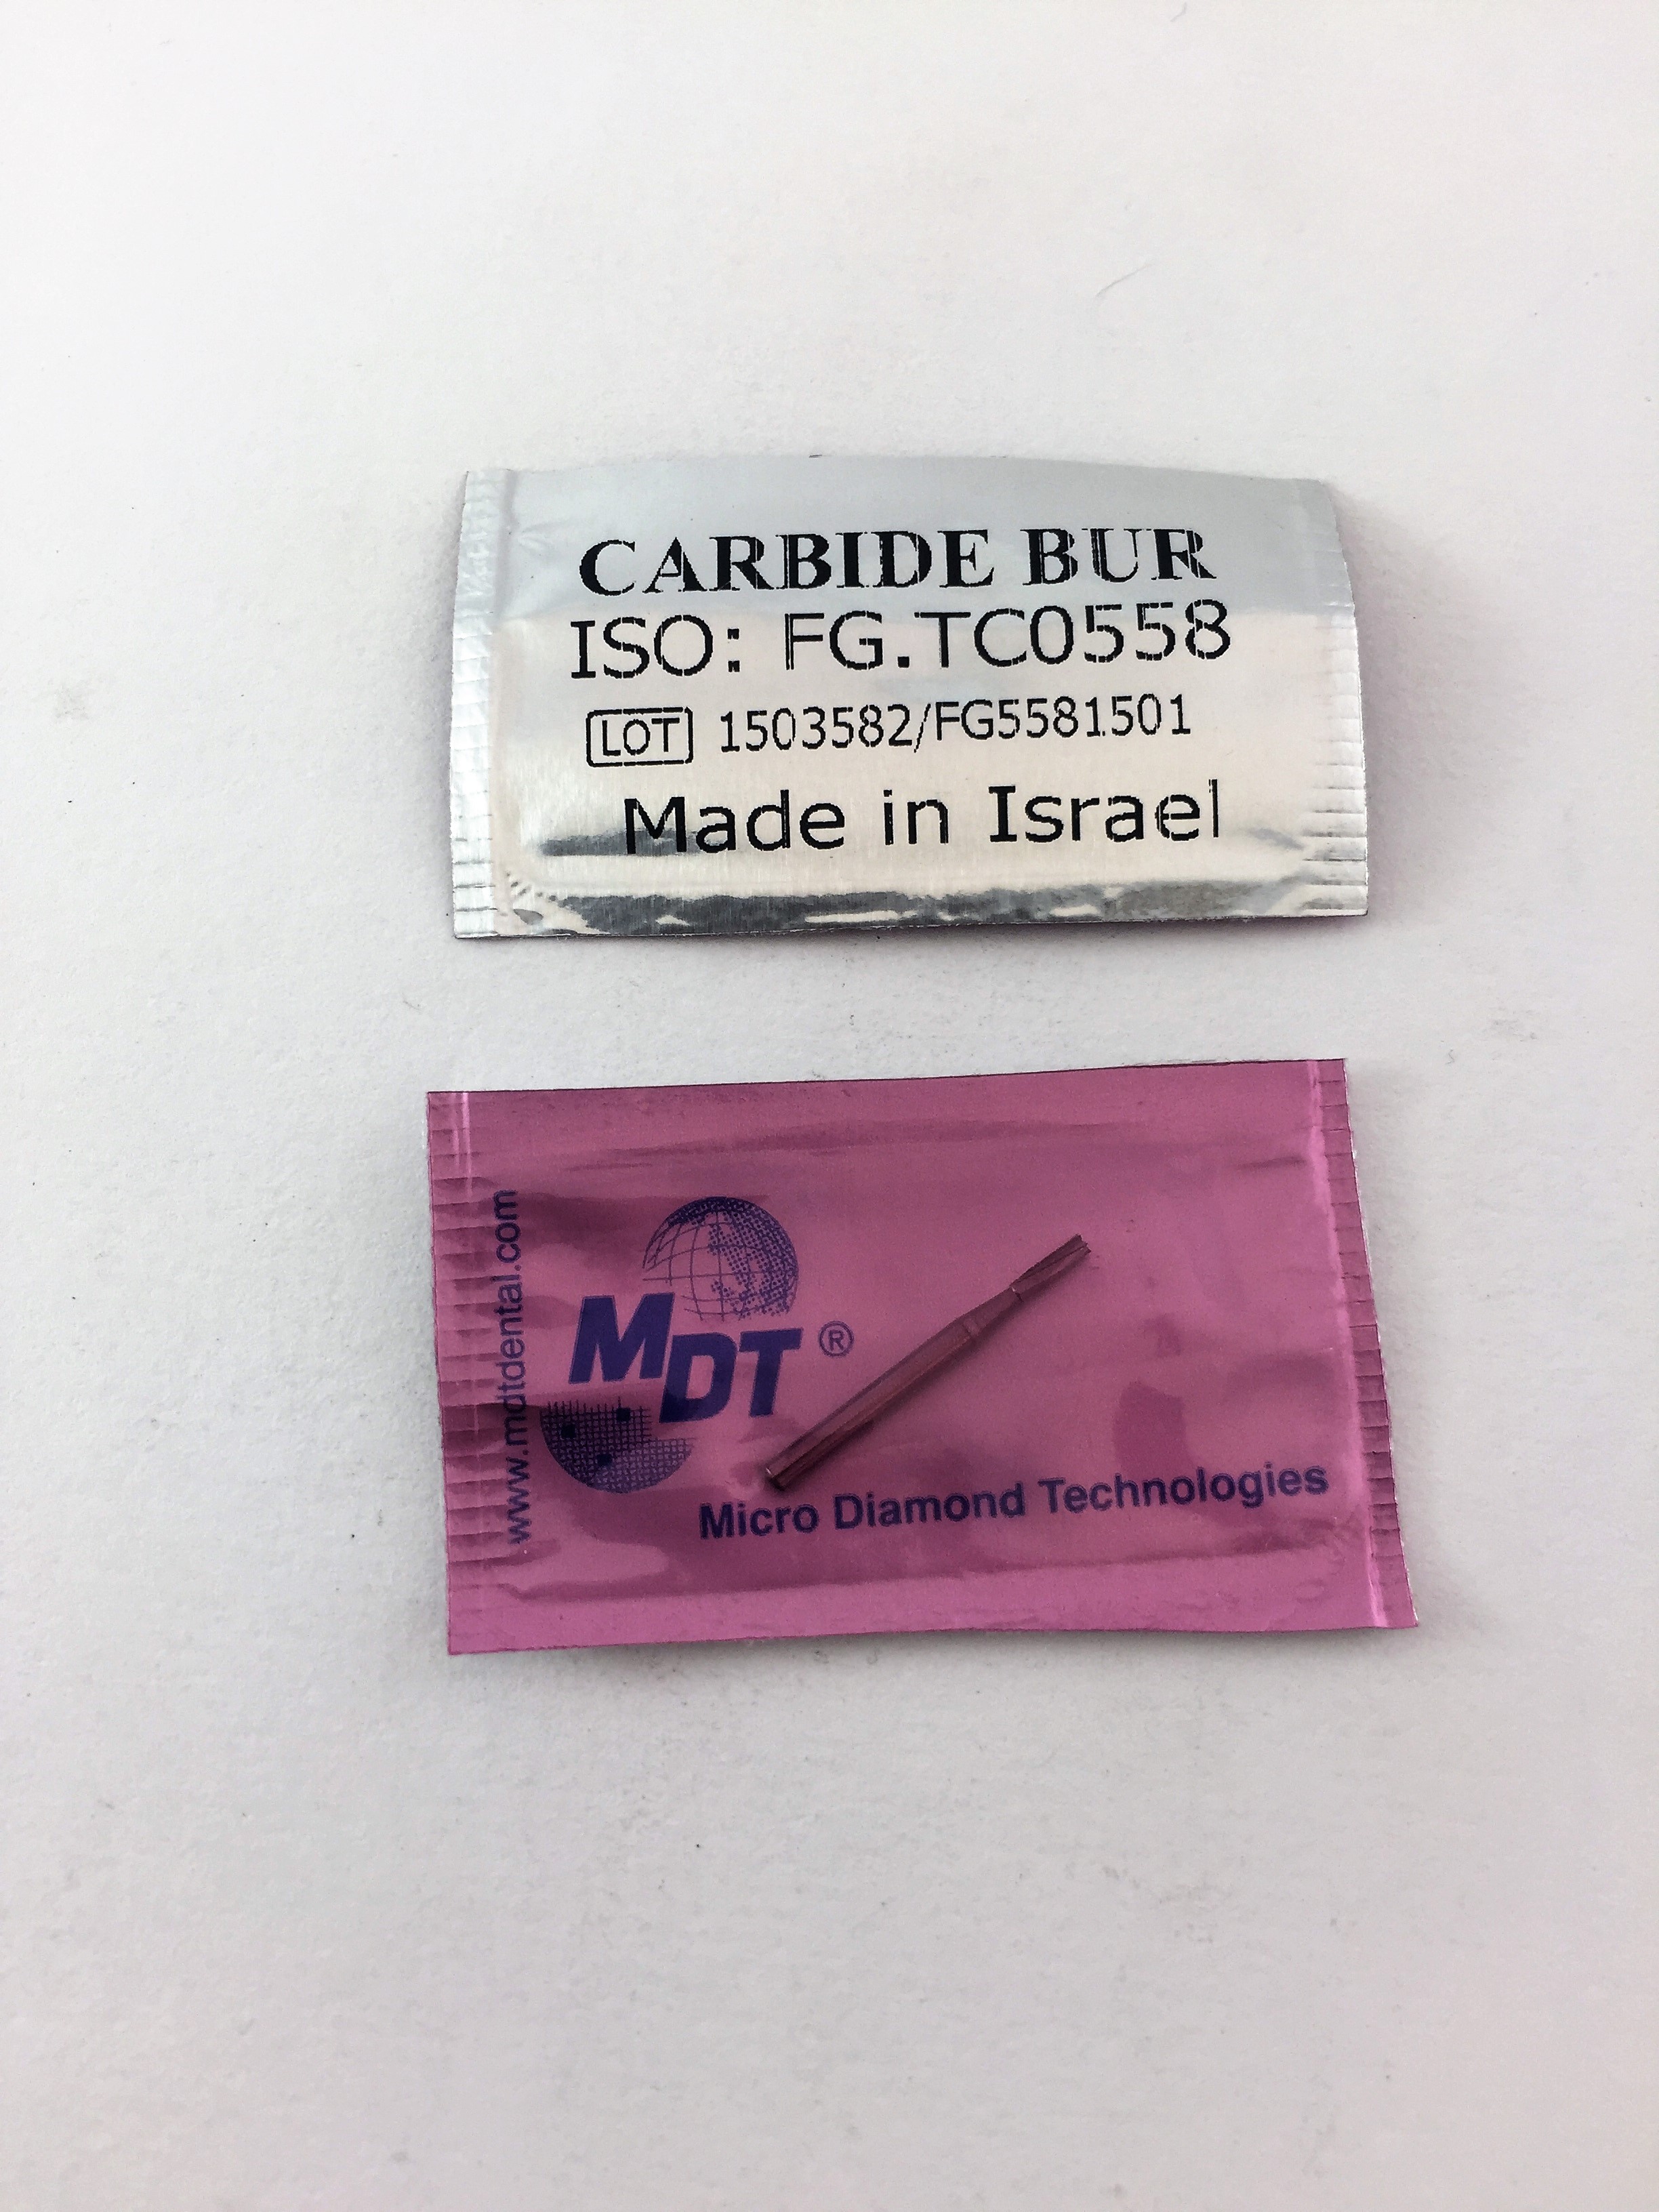 CARBIDE BUR
ISO: FG.TC0558
LOT 1503582/FG5581501
Made in Israel
www.mdtdental.com
MDT®
Micro Diamond Technologies